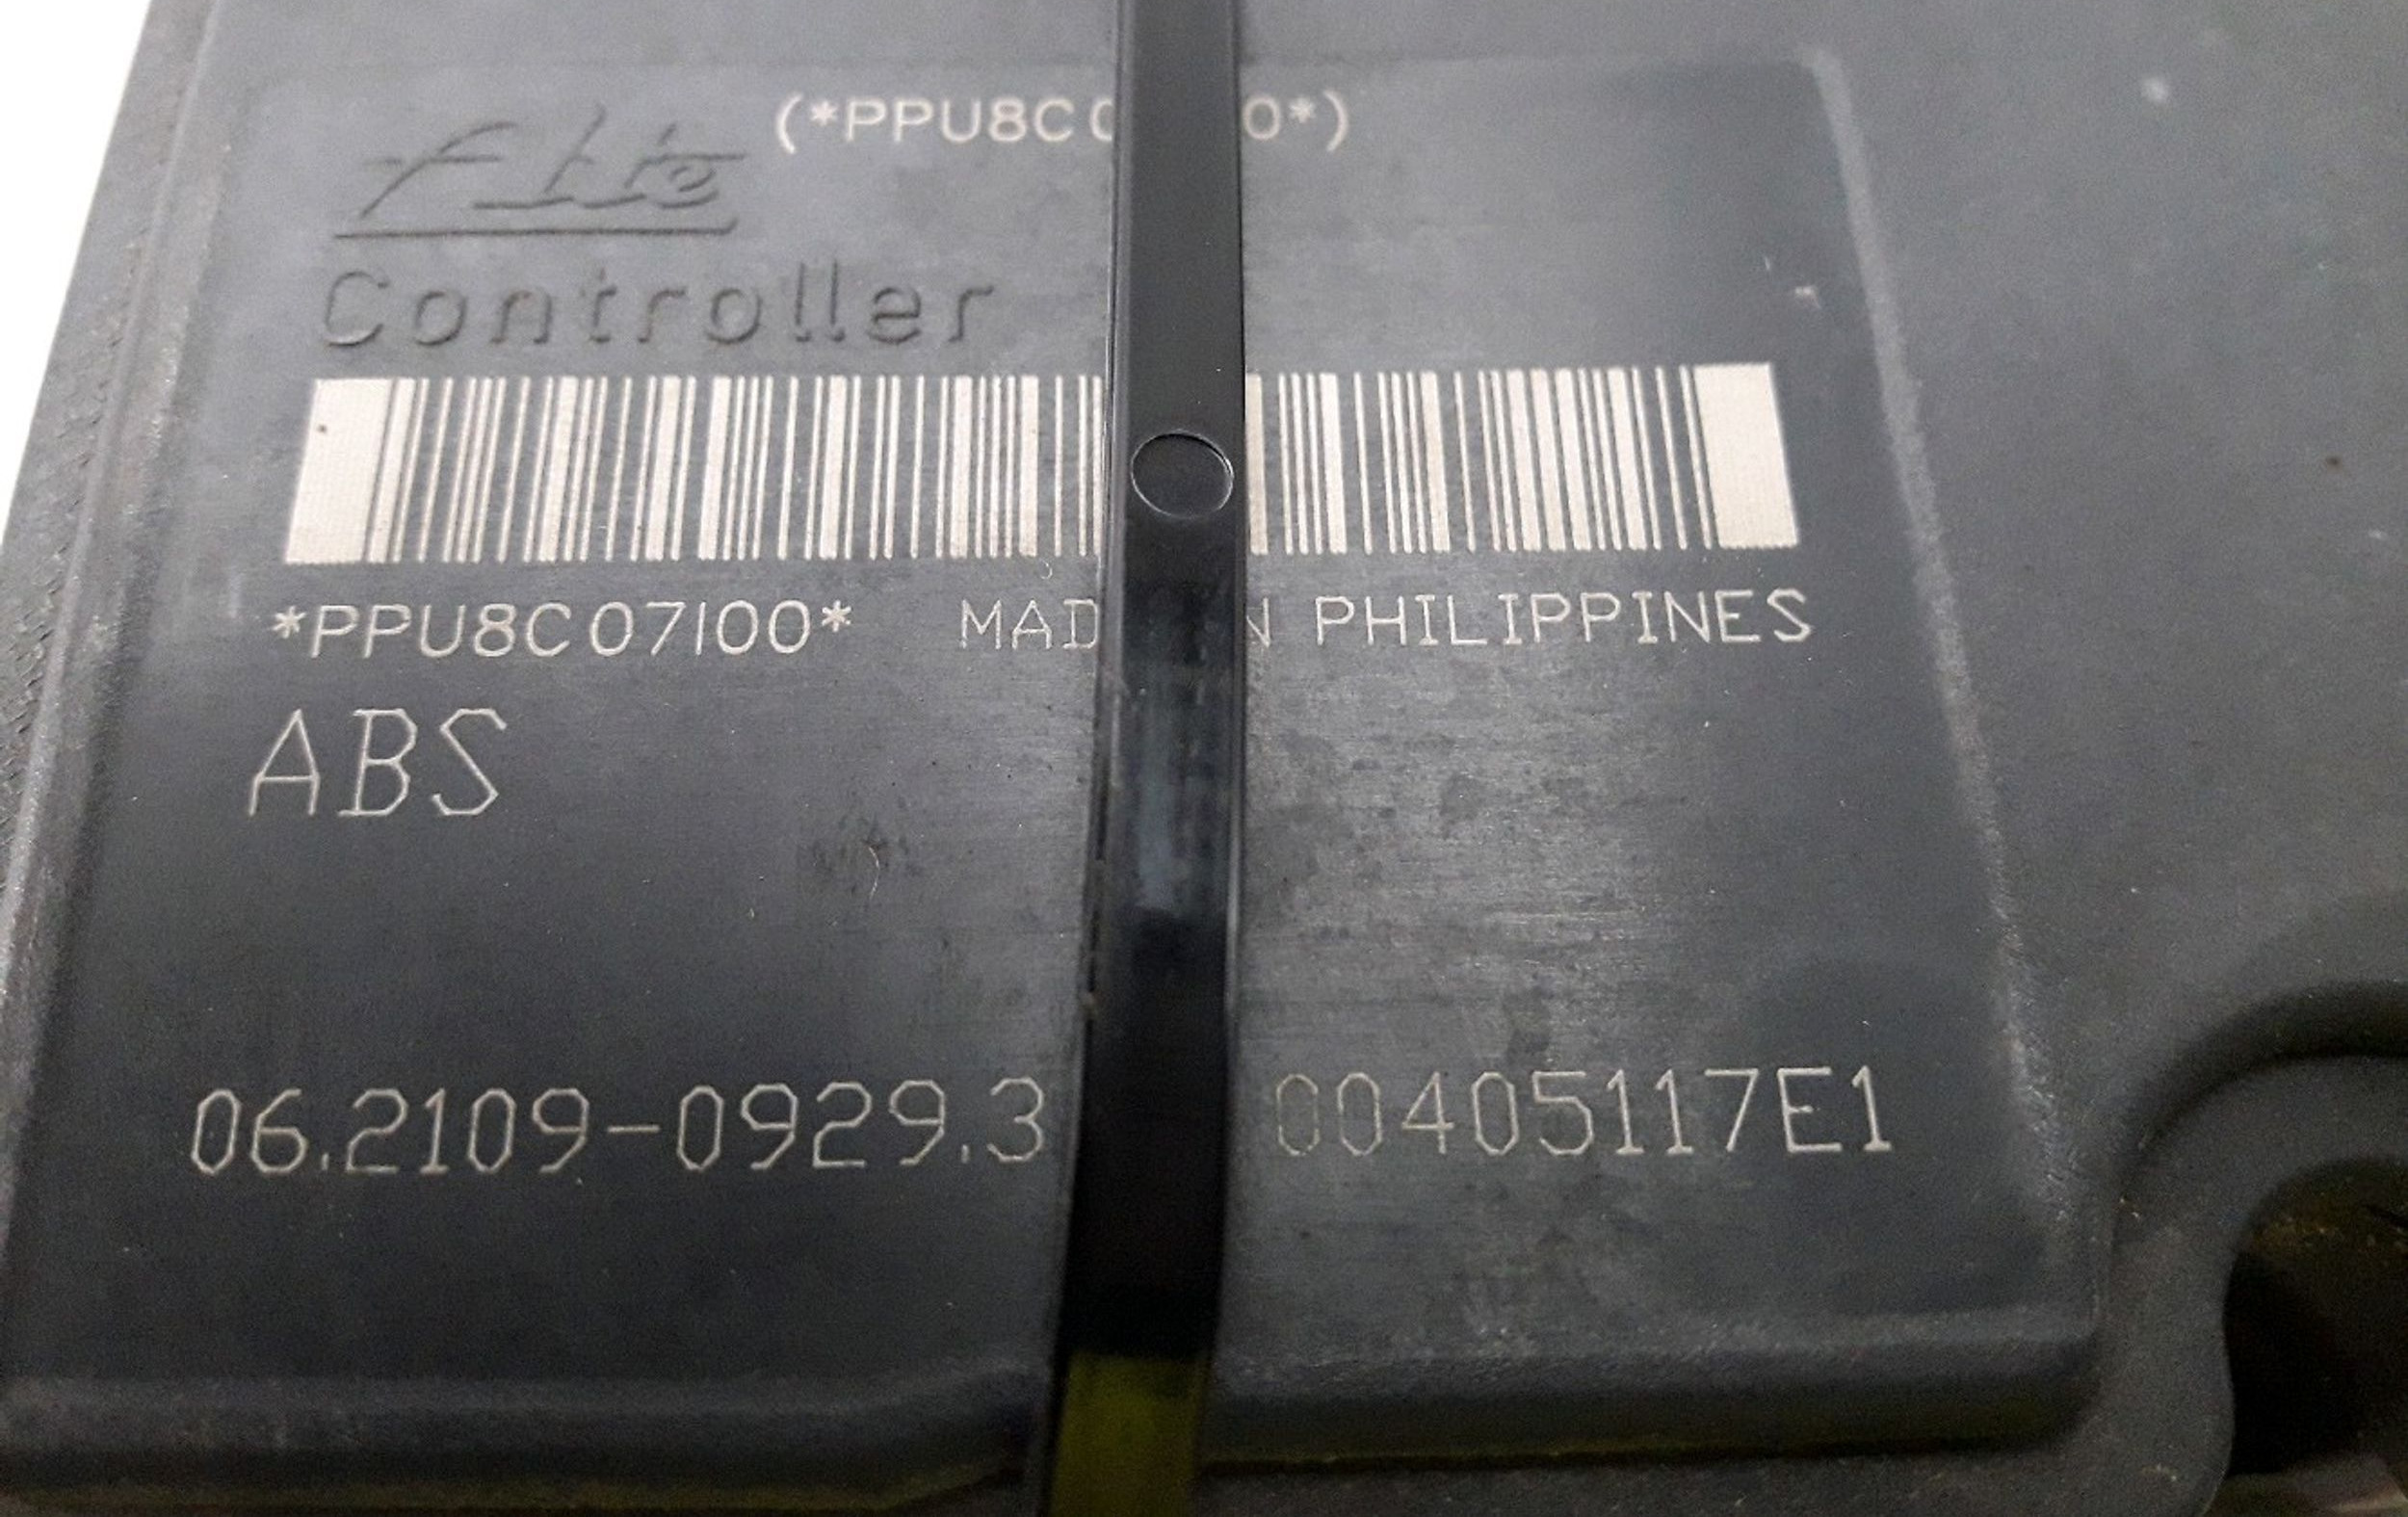 (*PPU8C0 0*)
Ate
Controller
*PPU8C07100* MAD N PHILIPPINES
ABS
06.2109-0929.3 00405117E1